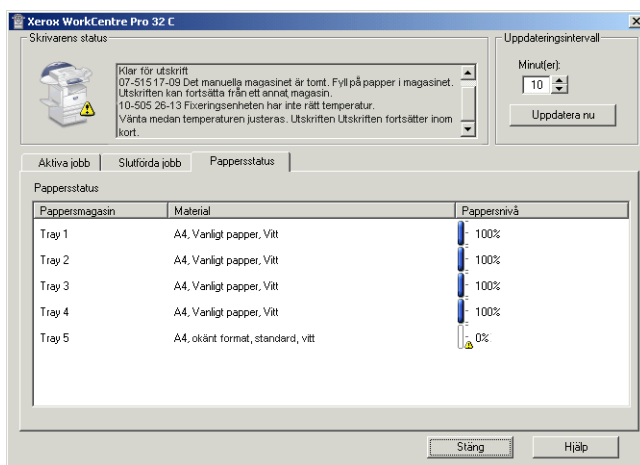 Xerox WorkCentre Pro 32 C
Skrivarens status
Klar för utskrift
07-515 17-09 Det manuella magasinet är tomt. Fyll på papper i magasinet.
Utskriften kan fortsätta från ett annat magasin.
10-505 26-13 Fixeringsenheten har inte rätt temperatur.
Vänta medan temperaturen justeras. Utskriften Utskriften fortsätter inom
kort.
Uppdateringsintervall
Minut(er):
10
Uppdatera nu
Aktiva jobb Slutförda jobb Pappersstatus
Pappersstatus
Pappersmagasin Material Pappersnivå
Tray 1 A4, Vanligt papper, Vitt 100%
Tray 2 A4, Vanligt papper, Vitt 100%
Tray 3 A4, Vanligt papper, Vitt 100%
Tray 4 A4, Vanligt papper, Vitt 100%
Tray 5 A4, okänt format, standard, vitt 0%
Stäng Hjälp